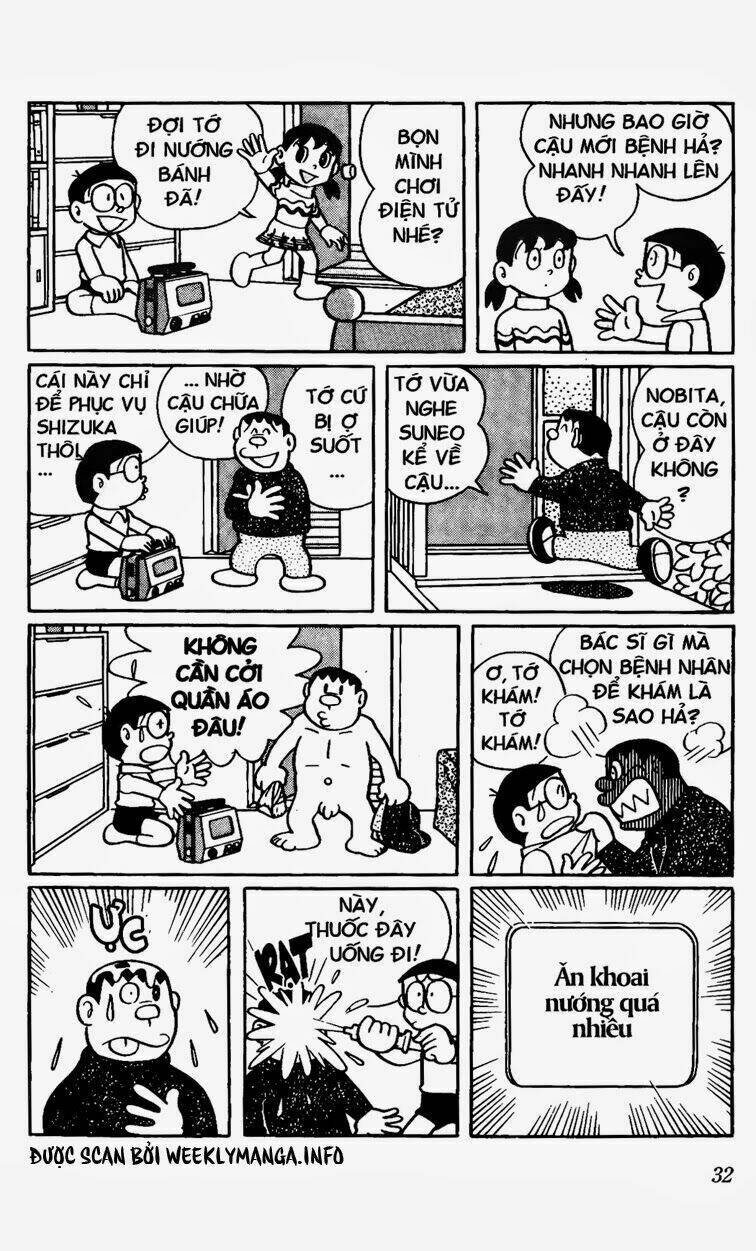 NHƯNG BAO GIỜ
CẬU MỚI BỆNH HẢ?
NHANH NHANH LÊN
ĐẤY!
BỌN
MÌNH
CHƠI
ĐIỆN TỬ
NHÉ?
ĐỢI TỚ
ĐI NƯỚNG
BÁNH
ĐÃ!
NOBITA,
CẬU CÒN
Ở ĐÂY
KHÔNG
?
TỚ VỪA
NGHE
SUNEO
KỂ VỀ
CẬU...
TỚ CỨ
BỊ Ợ
SUỐT
...
... NHỜ
CẬU CHỮA
GIÚP!
CÁI NÀY CHỈ
ĐỂ PHỤC VỤ
SHIZUKA
THÔI
...
BÁC SĨ GÌ MÀ
CHỌN BỆNH NHÂN
ĐỂ KHÁM LÀ
SAO HẢ?
Ơ, TỚ
KHÁM!
TỚ
KHÁM!
KHÔNG
CẦN CỞI
QUẦN ÁO
ĐÂU!
Ăn khoai
nướng quá
nhiều
NÀY,
THUỐC ĐÂY
UỐNG ĐI!
RẠT
ỰC
ĐƯỢC SCAN BỞI WEEKLYMANGA.INFO
32